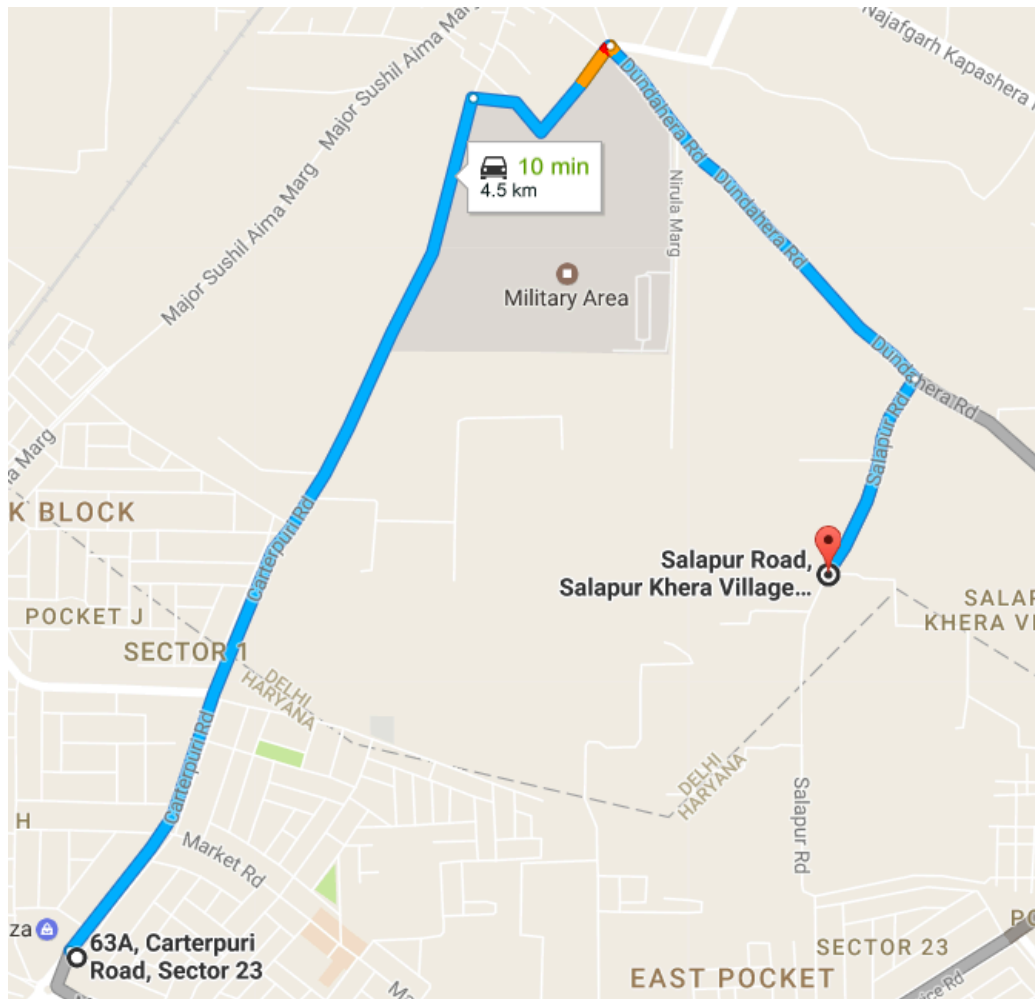 Major Sushil Aima Marg
Major Sushil Aima Marg
Najafgarh Kapashera
Dundahera Rd
Dundahera Rd
Nirula Marg
10 min
4.5 km
Military Area
Dundahera Rd
Salapur Rd
Marg
K BLOCK
Carterpuri Rd
Salapur Road,
Salapur Khera Village...
POCKET J
SECTOR 1
SALAP
KHERA VI
DELHI
HARYANA
DELHI
HARYANA
Carterpuri Rd
Salapur Rd
H
Market Rd
za
63A, Carterpuri
Road, Sector 23
SECTOR 23
EAST POCKET
Rd